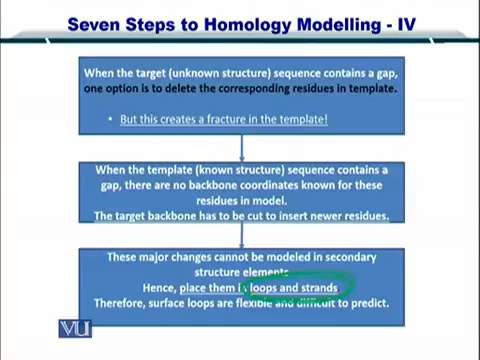 Seven Steps to Homology Modelling - IV
When the target (unknown structure) sequence contains a gap,
one option is to delete the corresponding residues in template.
• But this creates a fracture in the template!
When the template (known structure) sequence contains a
gap, there are no backbone coordinates known for these
residues in model.
The target backbone has to be cut to insert newer residues.
These major changes cannot be modeled in secondary
structure elements
Hence, place them in loops and strands
Therefore, surface loops are flexible and difficult to predict.
VU